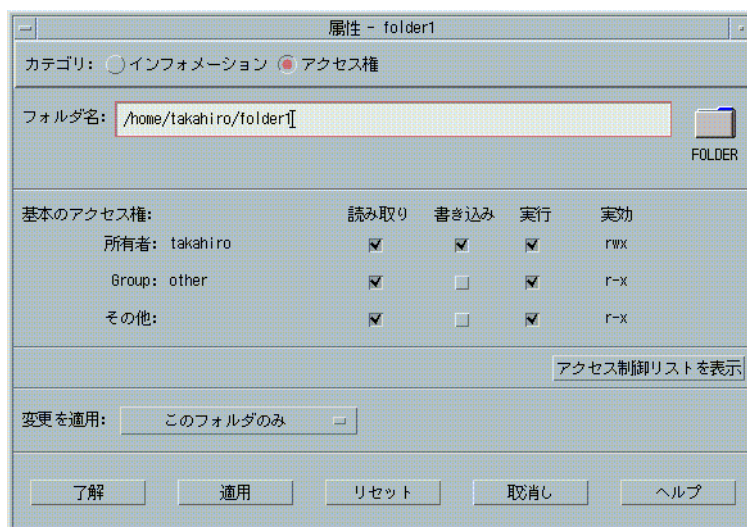 属性 - folder1
カテゴリ: インフォメーション アクセス権
フォルダ名: /home/takahiro/folder1
FOLDER
基本のアクセス権: 読み取り 書き込み 実行 実効
所有者: takahiro rwx
Group: other r-x
その他: r-x
アクセス制御リストを表示
変更を適用: このフォルダのみ
了解 適用 リセット 取消し ヘルプ